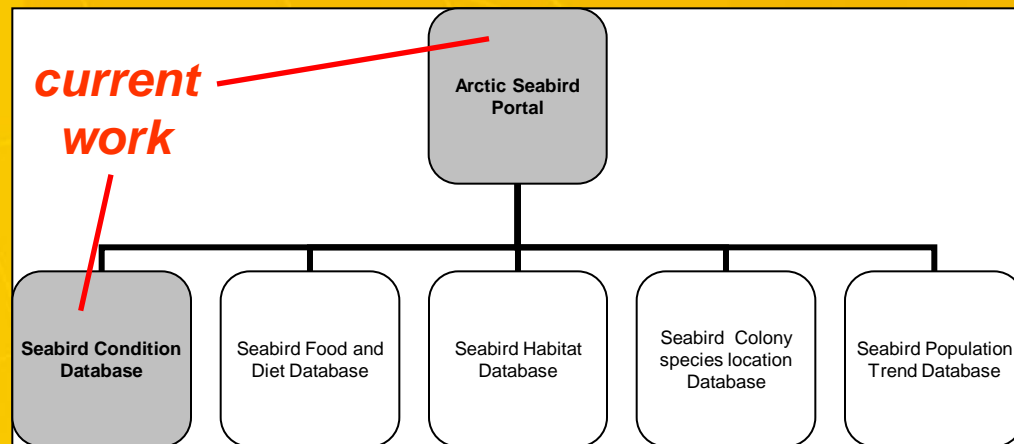 current
work
Arctic Seabird
Portal
Seabird Condition
Database
Seabird Food and
Diet Database
Seabird Habitat
Database
Seabird  Colony
species location
Database
Seabird Population
Trend Database